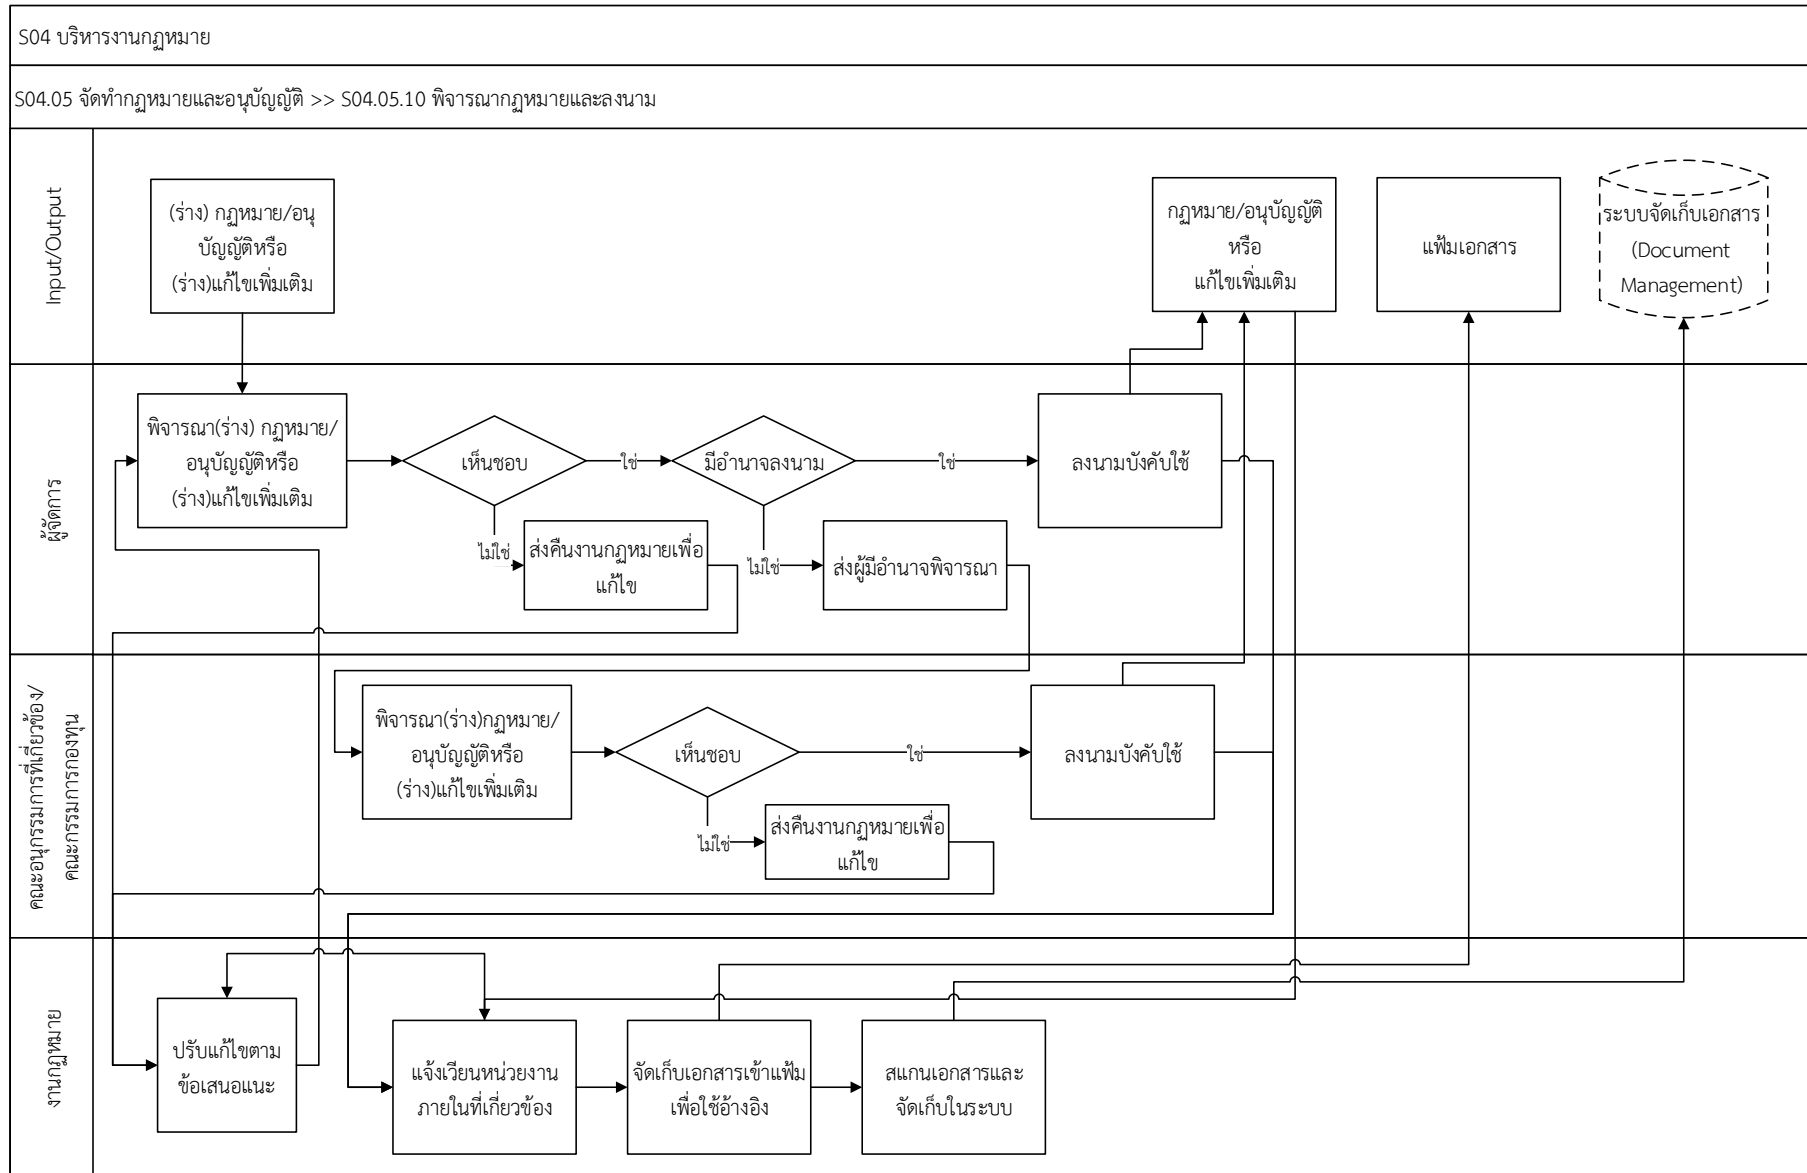 S04 บริหารงานกฎหมาย
S04.05 จัดทำกฎหมายและอนุบัญญัติ >> S04.05.10 พิจารณากฎหมายและลงนาม
Input/Output
(ร่าง) กฎหมาย/อนุ
บัญญัติหรือ
(ร่าง)แก้ไขเพิ่มเติม
กฎหมาย/อนุบัญญัติ
หรือ
แก้ไขเพิ่มเติม
แฟ้มเอกสาร
ระบบจัดเก็บเอกสาร
(Document
Management)
ผู้จัดการ
พิจารณา(ร่าง) กฎหมาย/
อนุบัญญัติหรือ
(ร่าง)แก้ไขเพิ่มเติม
เห็นชอบ
ใช่
มีอำนาจลงนาม
ใช่
ลงนามบังคับใช้
ไม่ใช่
ส่งคืนงานกฎหมายเพื่อ
แก้ไข
ไม่ใช่
ส่งผู้มีอำนาจพิจารณา
คณะอนุกรรมการที่เกี่ยวข้อง/
คณะกรรมการกองทุน
พิจารณา(ร่าง)กฎหมาย/
อนุบัญญัติหรือ
(ร่าง)แก้ไขเพิ่มเติม
เห็นชอบ
ใช่
ลงนามบังคับใช้
ไม่ใช่
ส่งคืนงานกฎหมายเพื่อ
แก้ไข
งานกฎหมาย
ปรับแก้ไขตาม
ข้อเสนอแนะ
แจ้งเวียนหน่วยงาน
ภายในที่เกี่ยวข้อง
จัดเก็บเอกสารเข้าแฟ้ม
เพื่อใช้อ้างอิง
สแกนเอกสารและ
จัดเก็บในระบบ